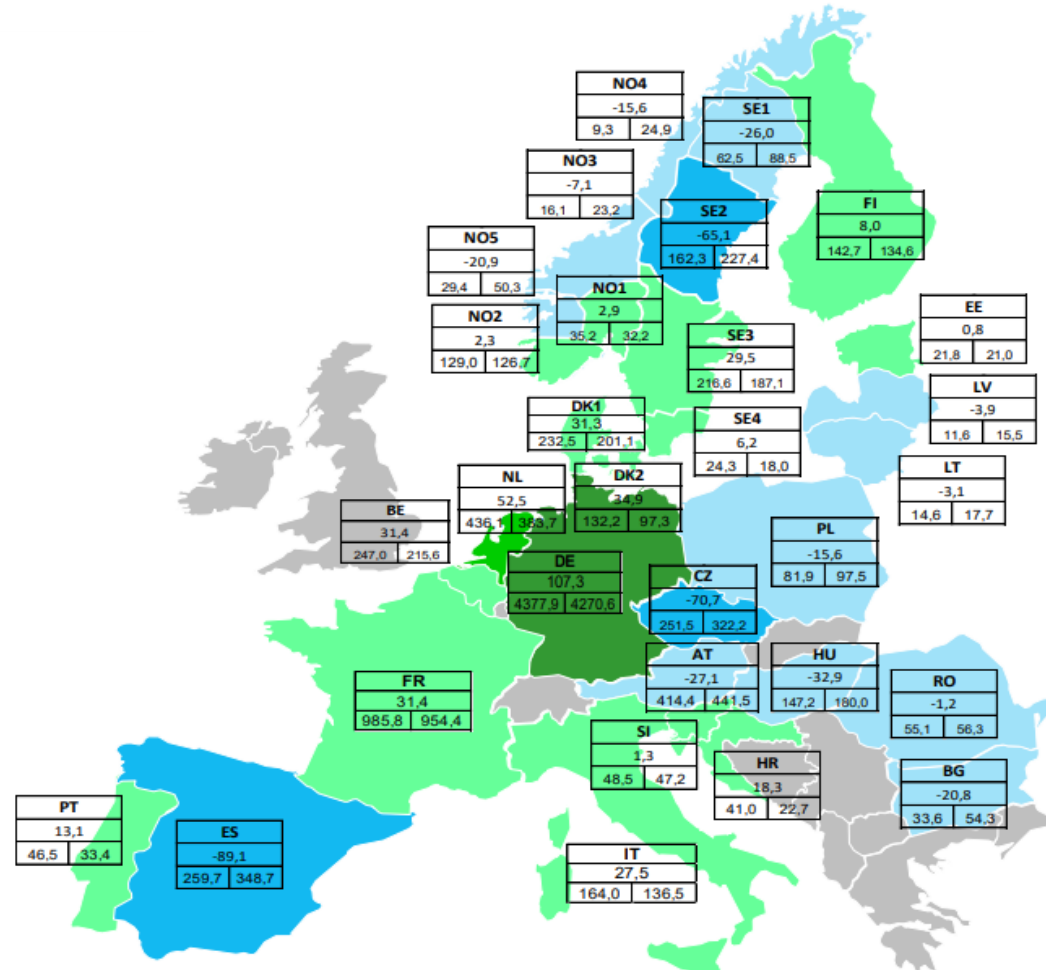 NO4
-15,6
9,3 24,9
SE1
-26,0
62,5 88,5
NO3
-7,1
16,1 23,2
SE2
-65,1
162,3 227,4
FI
8,0
142,7 134,6
NO5
-20,9
29,4 50,3
NO1
2,9
35,2 32,2
NO2
2,3
129,0 126,7
EE
0,8
21,8 21,0
SE3
29,5
216,6 187,1
LV
-3,9
11,6 15,5
DK1
31,3
232,5 201,1
SE4
6,2
24,3 18,0
LT
-3,1
14,6 17,7
NL
52,5
436,1 383,7
DK2
34,9
132,2 97,3
BE
31,4
247,0 215,6
PL
-15,6
81,9 97,5
DE
107,3
4377,9 4270,6
CZ
-70,7
251,5 322,2
AT
-27,1
414,4 441,5
HU
-32,9
147,2 180,0
RO
-1,2
55,1 56,3
FR
31,4
985,8 954,4
SI
1,3
48,5 47,2
HR
18,3
41,0 22,7
BG
-20,8
33,6 54,3
PT
13,1
46,5 33,4
ES
-89,1
259,7 348,7
IT
27,5
164,0 136,5